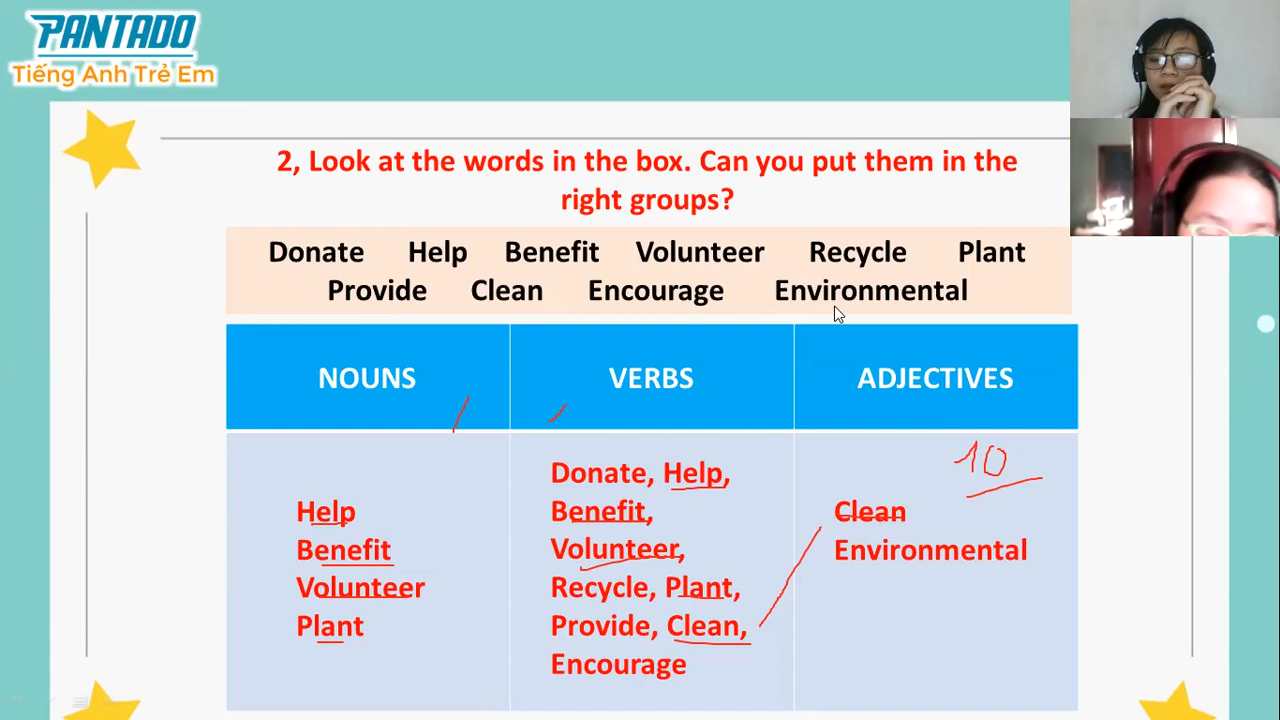 PANTADO
Tiếng Anh Trẻ Em
2, Look at the words in the box. Can you put them in the
right groups?
Donate Help Benefit Volunteer Recycle Plant
Provide Clean Encourage Environmental
NOUNS VERBS ADJECTIVES
Help
Benefit
Volunteer
Plant
Donate, Help,
Benefit,
Volunteer,
Recycle, Plant,
Provide, Clean,
Encourage
10
Clean
Environmental